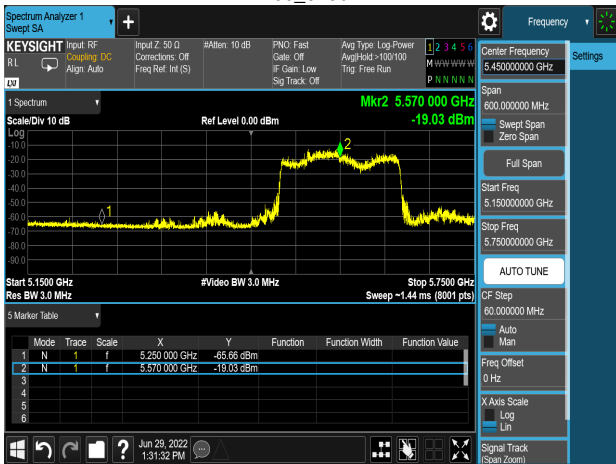 Spectrum Analyzer 1
Swept SA
Frequency
KEYSIGHT
RL
LXI
Input: RF
Coupling: DC
Align: Auto
Input Z: 50 Ω
Corrections: Off
Freq Ref: Int (S)
#Atten: 10 dB
PNO: Fast
Gate: Off
IF Gain: Low
Sig Track: Off
Avg Type: Log-Power
Avg|Hold:>100/100
Trig: Free Run
1 2 3 4 5 6
M W W W W W
P N N N N N
1 Spectrum
Mkr2 5.570 000 GHz
Scale/Div 10 dB
Ref Level 0.00 dBm
-19.03 dBm
Log
-10.0
-20.0
-30.0
-40.0
-50.0
-60.0
-70.0
-80.0
-90.0
1
2
Start 5.1500 GHz
#Video BW 3.0 MHz
Stop 5.7500 GHz
Res BW 3.0 MHz
Sweep ~1.44 ms (8001 pts)
5 Marker Table
Mode Trace Scale X Y Function Function Width Function Value
1 N 1 f 5.250 000 GHz -65.66 dBm
2 N 1 f 5.570 000 GHz -19.03 dBm
3
4
5
6
?
Jun 29, 2022
1:31:32 PM
Center Frequency
5.450000000 GHz
Span
600.000000 MHz
Swept Span
Zero Span
Full Span
Start Freq
5.150000000 GHz
Stop Freq
5.750000000 GHz
AUTO TUNE
CF Step
60.000000 MHz
Auto
Man
Freq Offset
0 Hz
X Axis Scale
Log
Lin
Signal Track
(Span Zoom)
Settings